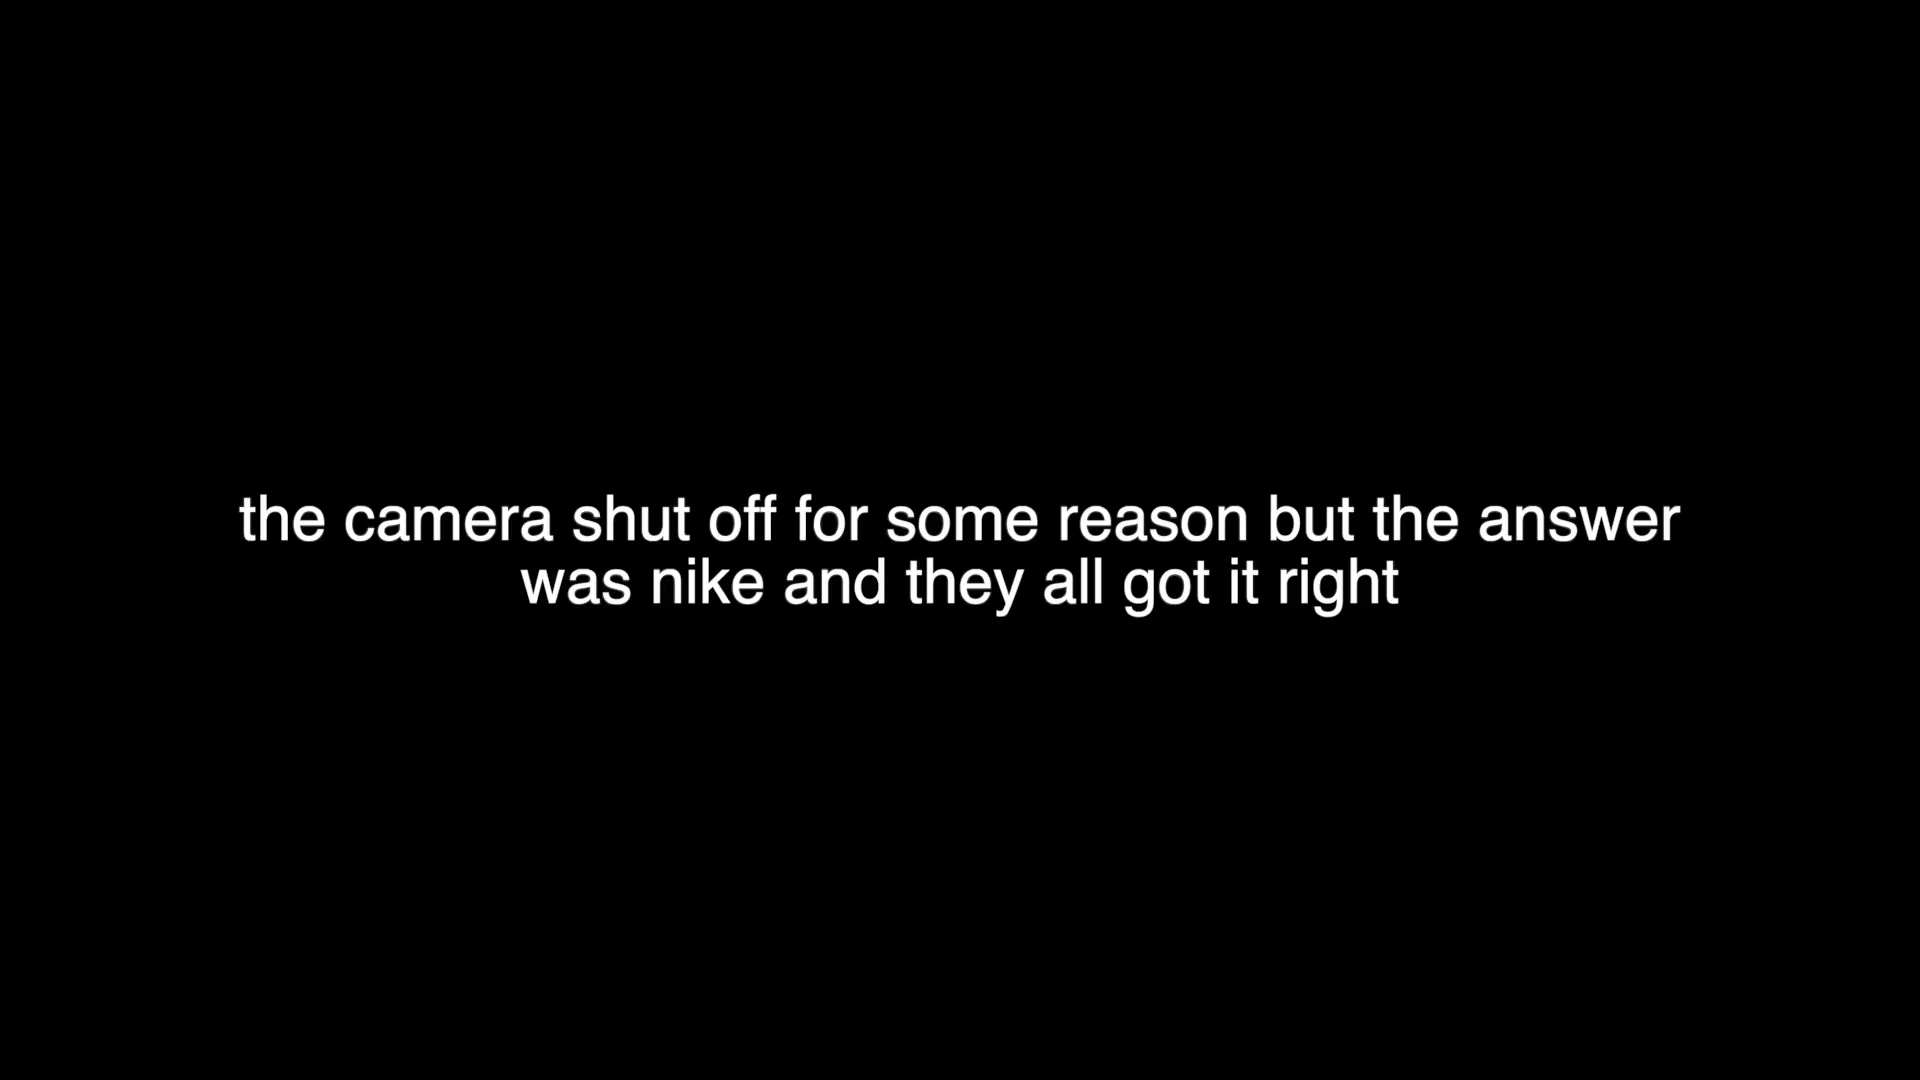 the camera shut off for some reason but the answer
was nike and they all got it right